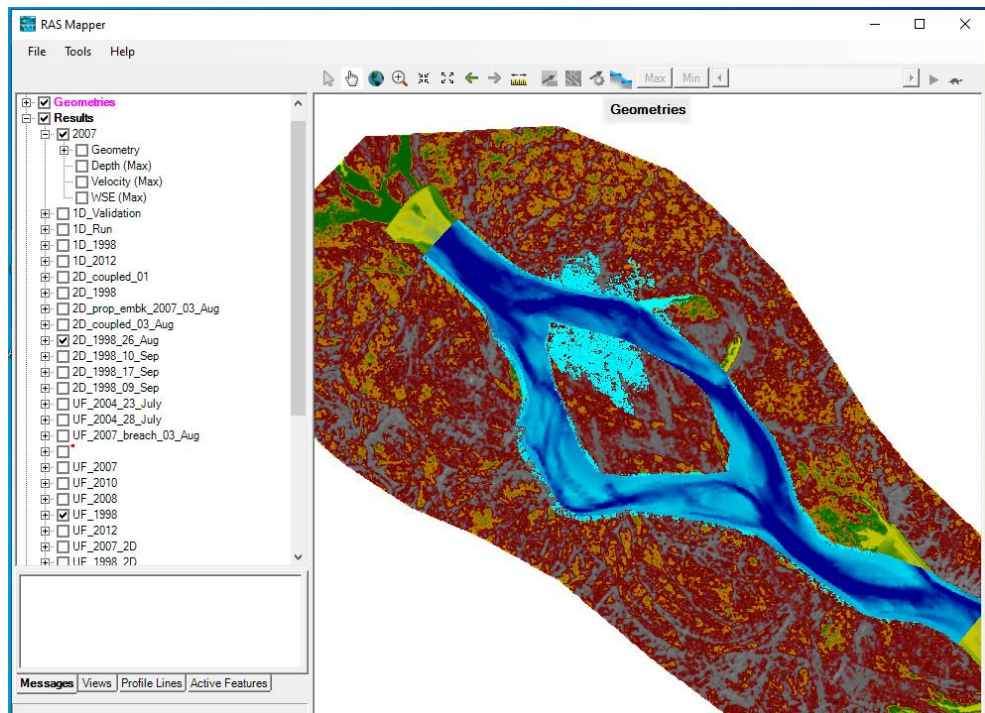 RAS Mapper
File Tools Help
Max Min
Geometries
Geometries
Results
2007
Geometry
Depth (Max)
Velocity (Max)
WSE (Max)
1D_Validation
1D_Run
1D_1998
1D_2012
2D_coupled_01
2D_1998
2D_prop_embk_2007_03_Aug
2D_coupled_03_Aug
2D_1998_26_Aug
2D_1998_10_Sep
2D_1998_17_Sep
2D_1998_09_Sep
UF_2004_23_July
UF_2004_28_July
UF_2007_breach_03_Aug
UF_2007
UF_2010
UF_2008
UF_1998
UF_2012
UF_2007_2D
UF_1998_2D
Messages Views Profile Lines Active Features